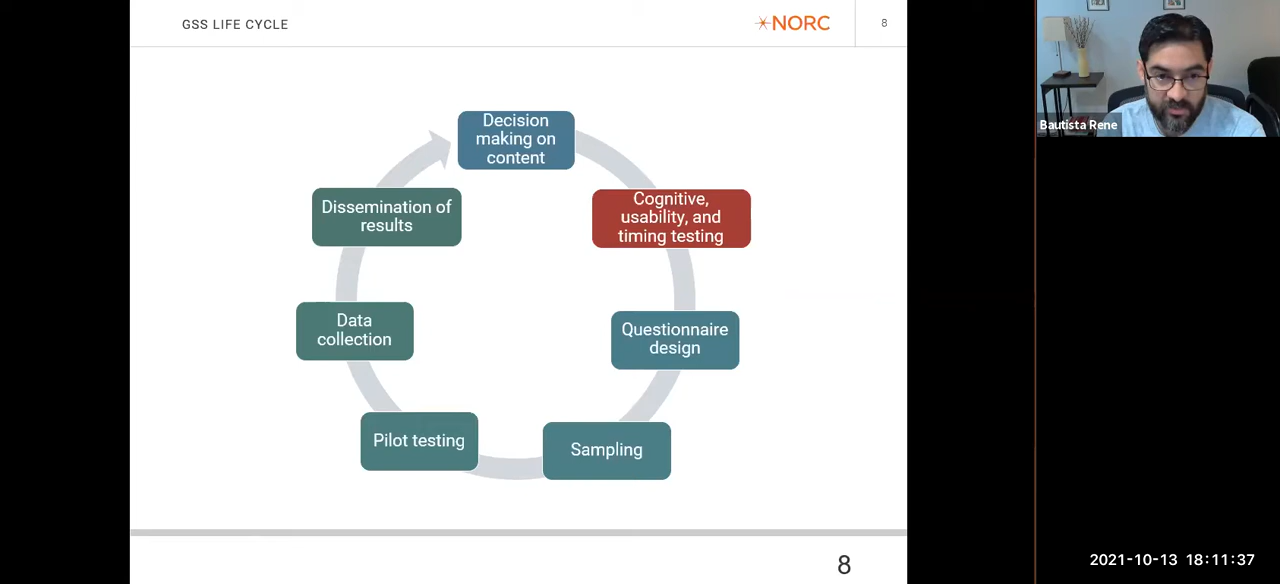 GSS LIFE CYCLE
NORC
8
Decision
making on
content
Cognitive,
usability, and
timing testing
Questionnaire
design
Sampling
Pilot testing
Data
collection
Dissemination of
results
8
Bautista Rene
2021-10-13 18:11:37